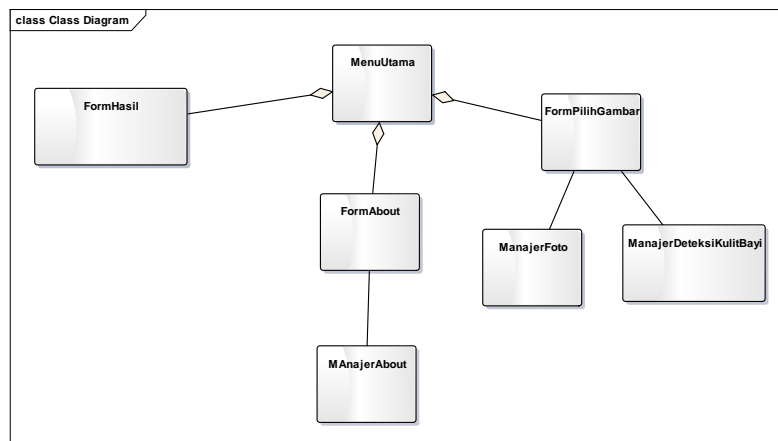 class Class Diagram
MenuUtama
FormHasil
FormPilihGambar
FormAbout
ManajerFoto
ManajerDeteksiKulitBayi
MAnajerAbout